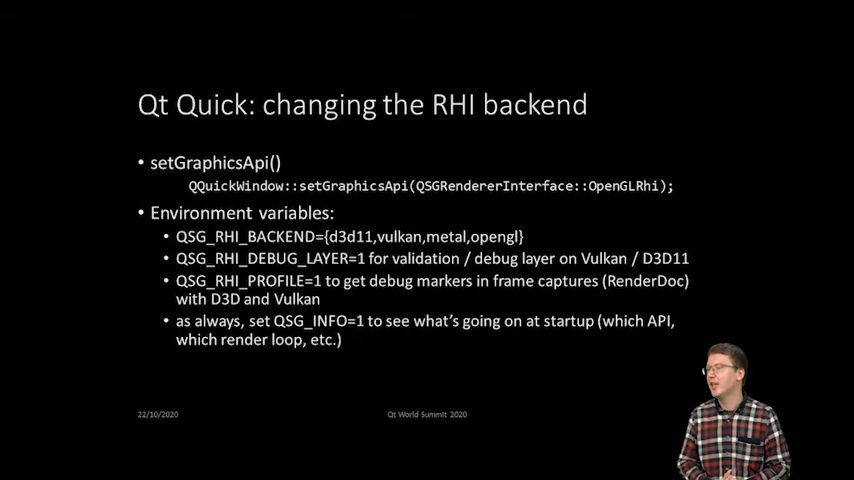 Qt Quick: changing the RHI backend
• setGraphicsApi()
QQuickWindow::setGraphicsApi(QSGRendererInterface::OpenGLRhi);
• Environment variables:
• QSG_RHI_BACKEND={d3d11,vulkan,metal,opengl}
• QSG_RHI_DEBUG_LAYER=1 for validation / debug layer on Vulkan / D3D11
• QSG_RHI_PROFILE=1 to get debug markers in frame captures (RenderDoc)
with D3D and Vulkan
• as always, set QSG_INFO=1 to see what's going on at startup (which API,
which render loop, etc.)
22/10/2020
Qt World Summit 2020